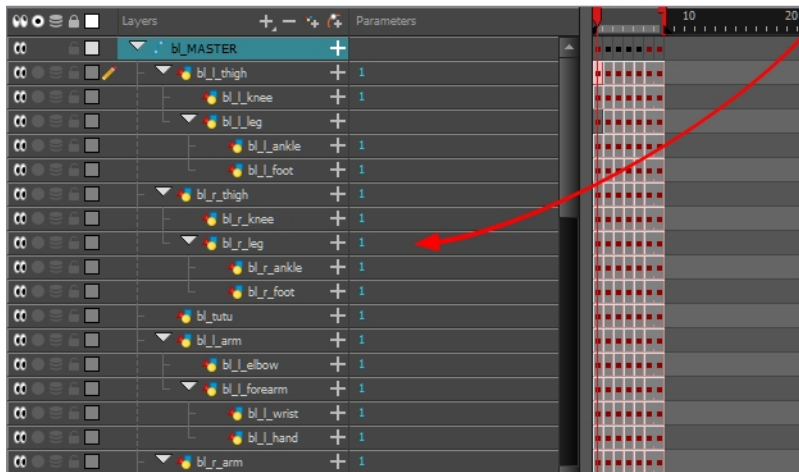 Layers Parameters 10 20
bl_MASTER
bl_l_thigh 1
bl_l_knee 1
bl_l_leg
bl_l_ankle 1
bl_l_foot 1
bl_r_thigh 1
bl_r_knee 1
bl_r_leg 1
bl_r_ankle 1
bl_r_foot 1
bl_tutu 1
bl_l_arm 1
bl_l_elbow 1
bl_l_forearm 1
bl_l_wrist 1
bl_l_hand 1
bl_r_arm 1